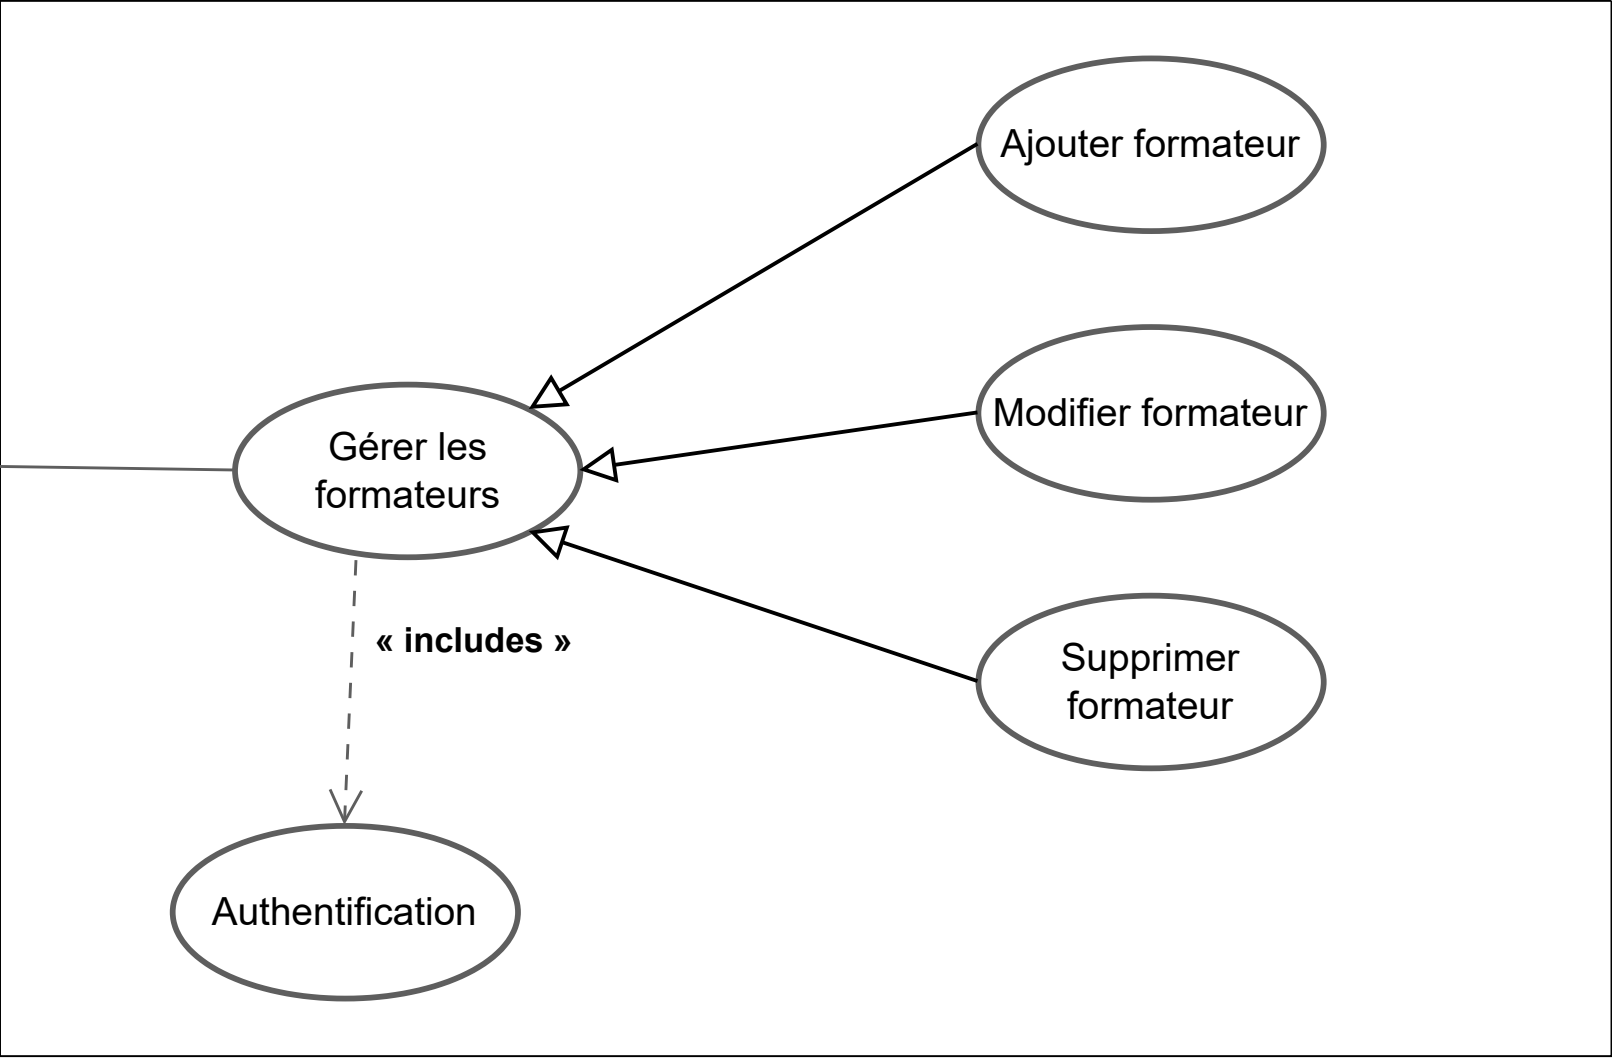 Ajouter formateur
Modifier formateur
Gérer les
formateurs
« includes »
Supprimer
formateur
Authentification